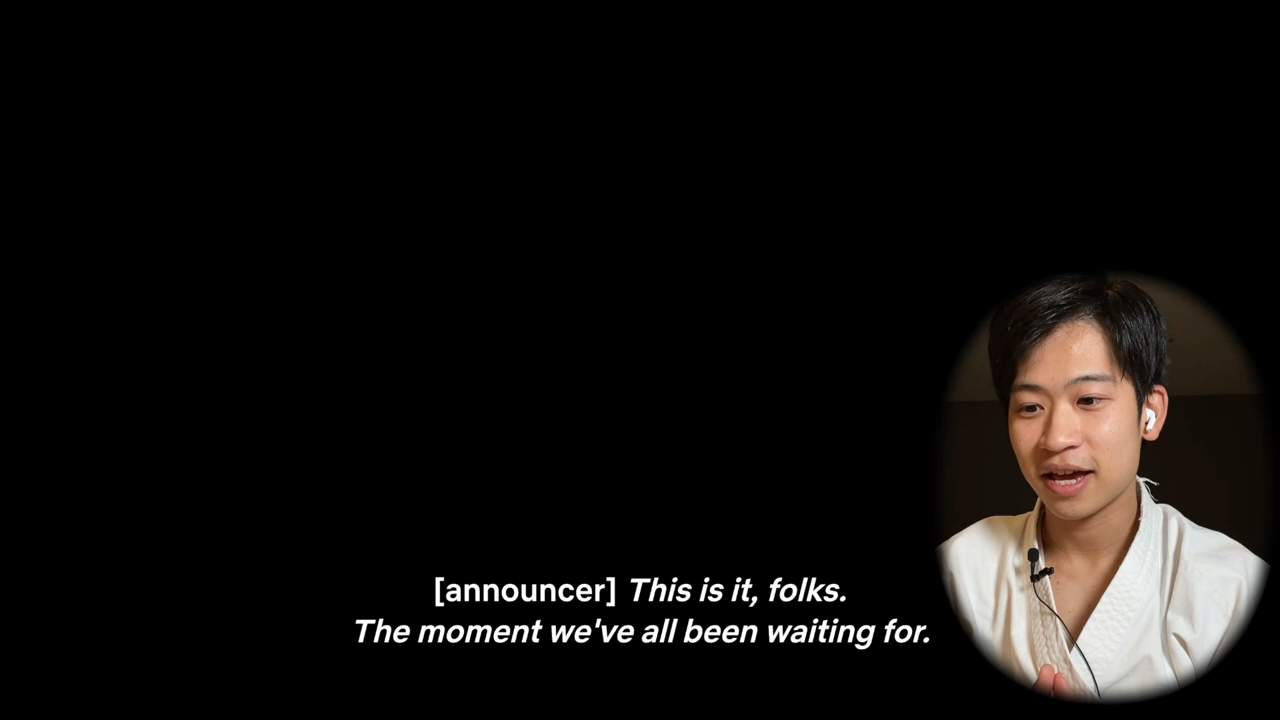 [announcer] This is it, folks.
The moment we've all been waiting for.